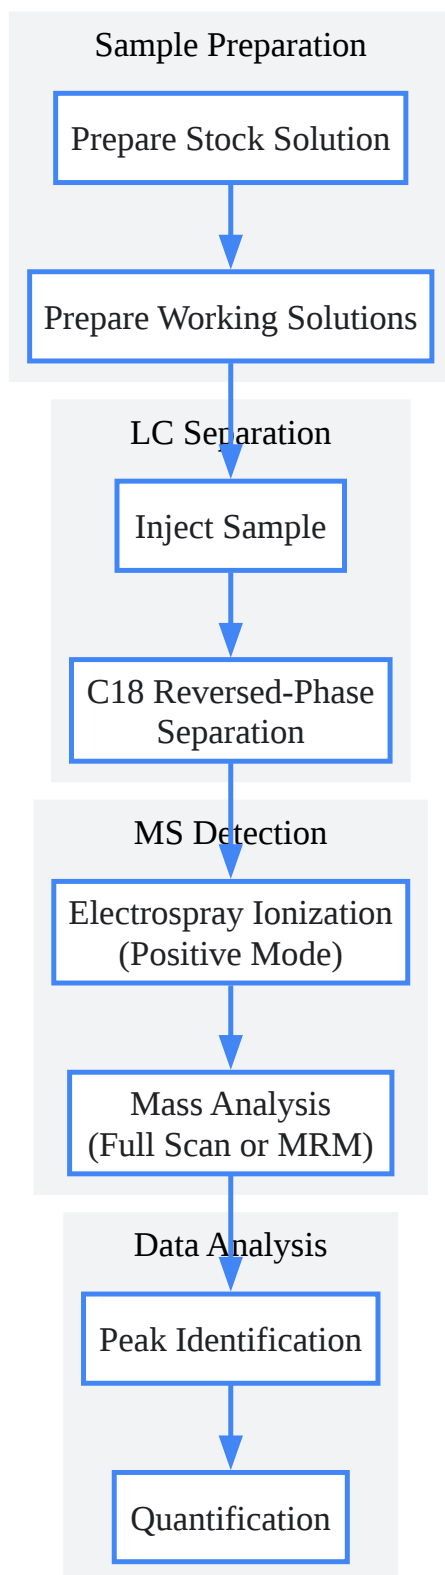 Sample Preparation
Prepare Stock Solution
Prepare Working Solutions
LC Separation
Inject Sample
C18 Reversed-Phase
Separation
MS Detection
Electrospray Ionization
(Positive Mode)
Mass Analysis
(Full Scan or MRM)
Data Analysis
Peak Identification
Quantification